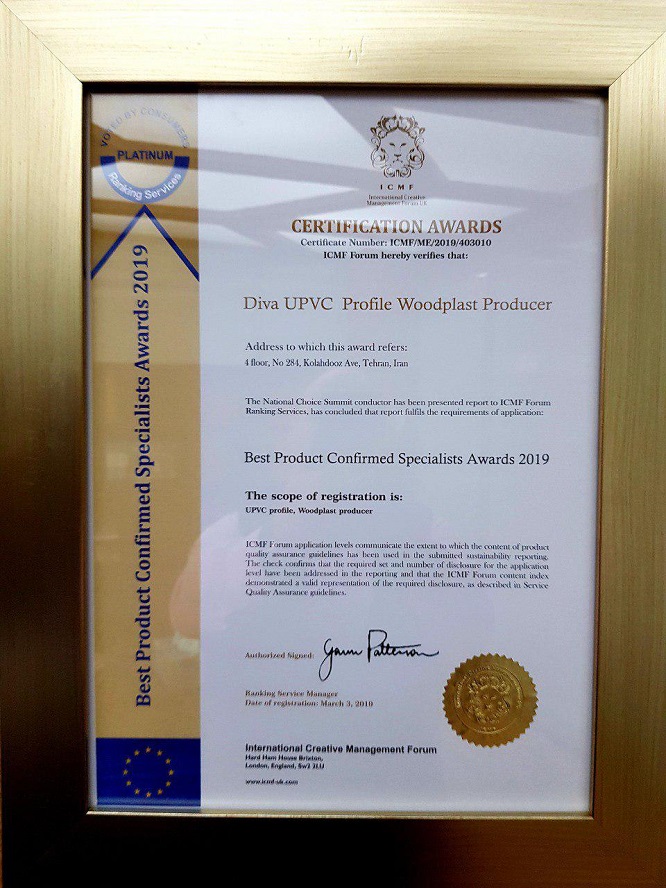 VOTED BY CONSUMERS
PLATINUM
Ranking Services
Best Product Confirmed Specialists Awards 2019
ICMF
International Creative
Management Forum UK
CERTIFICATION AWARDS
Certificate Number: ICMF/ME/2019/403010
ICMF Forum hereby verifies that:
Diva UPVC Profile Woodplast Producer
Address to which this award refers:
4 floor, No 284, Kolahdooz Ave, Tehran, Iran
The National Choice Summit conductor has been presented report to ICMF Forum
Ranking Services, has concluded that report fulfils the requirements of application:
Best Product Confirmed Specialists Awards 2019
The scope of registration is:
UPVC profile, Woodplast producer
ICMF Forum application levels communicate the extent to which the content of product
quality assurance guidelines has been used in the submitted sustainability reporting.
The check confirms that the required set and number of disclosure for the application
level have been addressed in the reporting and that the ICMF Forum content index
demonstrated a valid representation of the required disclosure, as described in Service
Quality Assurance guidelines.
Authorized Signed:
Ranking Service Manager
Date of registration: March 3, 2019
International Creative Management Forum
Hard Ham House Brixton,
London, England, Sw2 2LU
www.icmf-uk.com